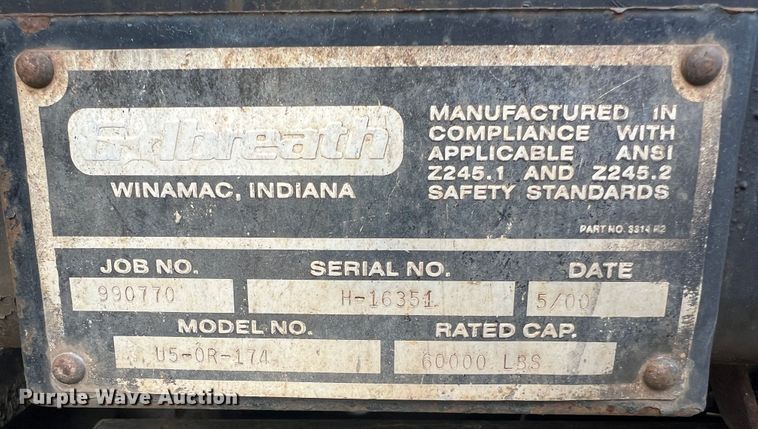 Galbreath
WINAMAC, INDIANA
MANUFACTURED IN
COMPLIANCE WITH
APPLICABLE ANSI
Z245.1 AND Z245.2
SAFETY STANDARDS
PART NO. 3314 R2
JOB NO. SERIAL NO. DATE
990770 H-16351 5/00
MODEL NO. RATED CAP.
U5-OR-174 60000 LBS
Purple Wave Auction